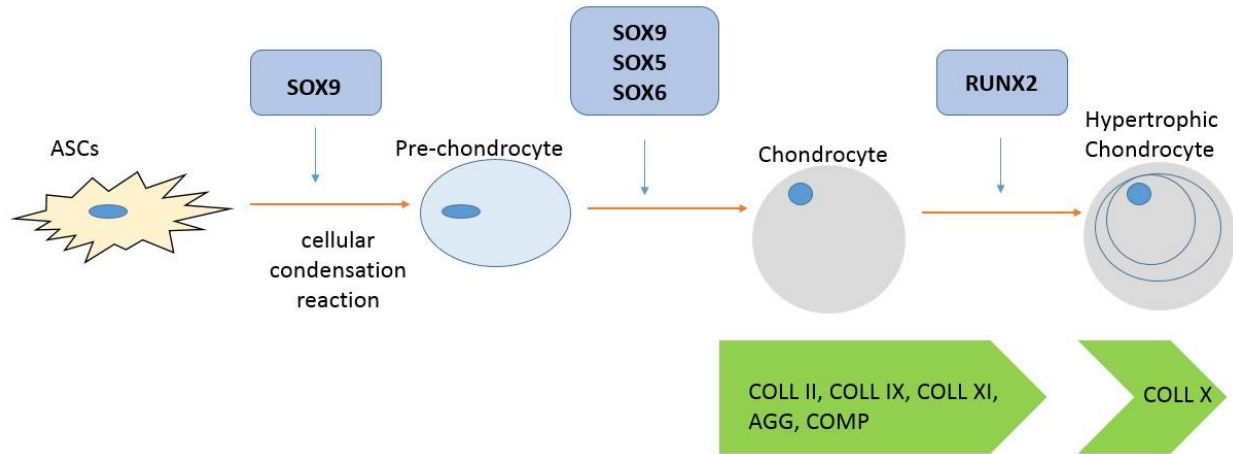 SOX9
SOX9
SOX5
SOX6
RUNX2
ASCs
Pre-chondrocyte
Chondrocyte
Hypertrophic
Chondrocyte
cellular
condensation
reaction
COLL II, COLL IX, COLL XI,
AGG, COMP
COLL X